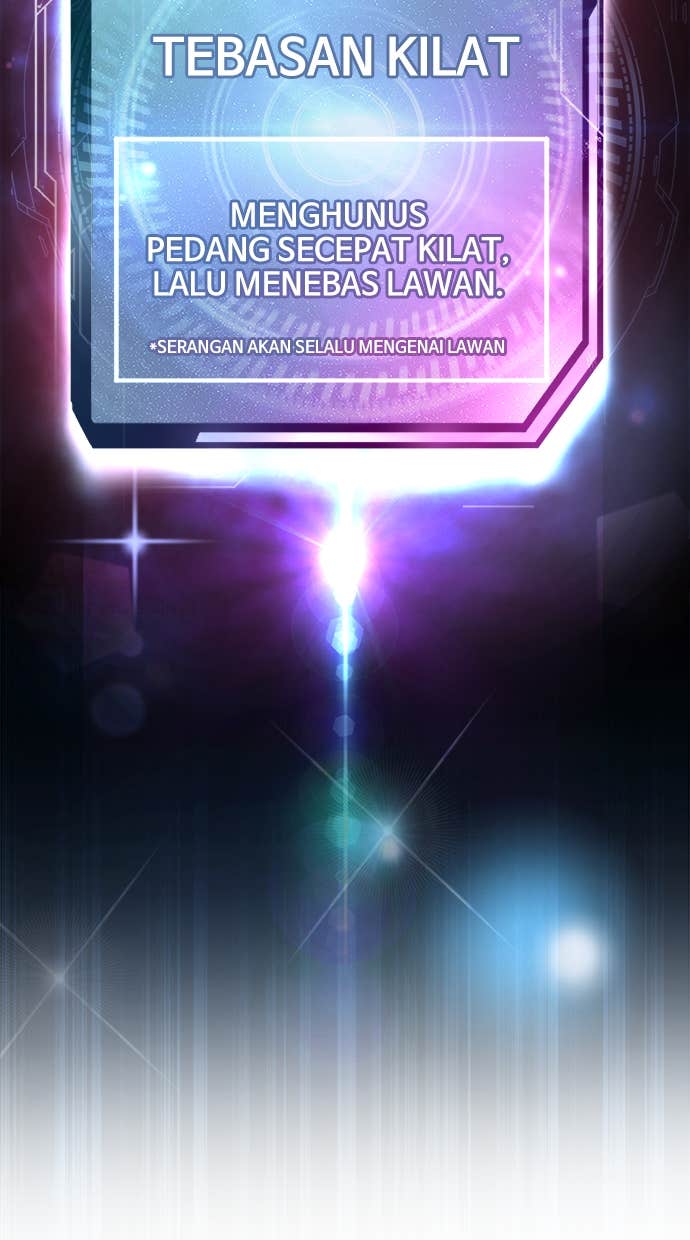 TEBASAN KILAT
MENGHUNUS
PEDANG SECEPAT KILAT,
LALU MENEBAS LAWAN.
*SERANGAN AKAN SELALU MENGENAI LAWAN